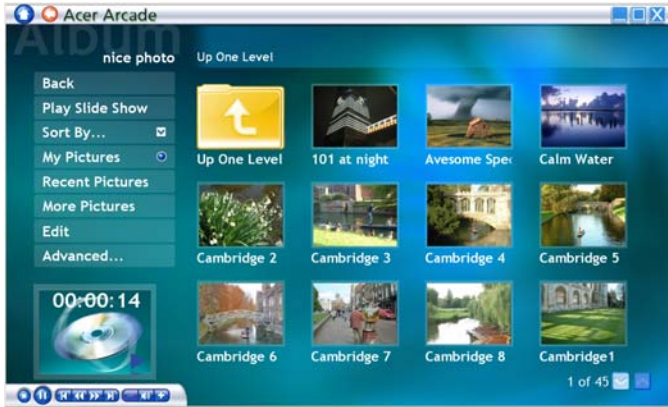 Acer Arcade
Album
nice photo
Up One Level
Back
Play Slide Show
Sort By...
My Pictures
Recent Pictures
More Pictures
Edit
Advanced...
00:00:14
Up One Level
101 at night
Avesome Spec
Calm Water
Cambridge 2
Cambridge 3
Cambridge 4
Cambridge 5
Cambridge 6
Cambridge 7
Cambridge 8
Cambridge1
1 of 45